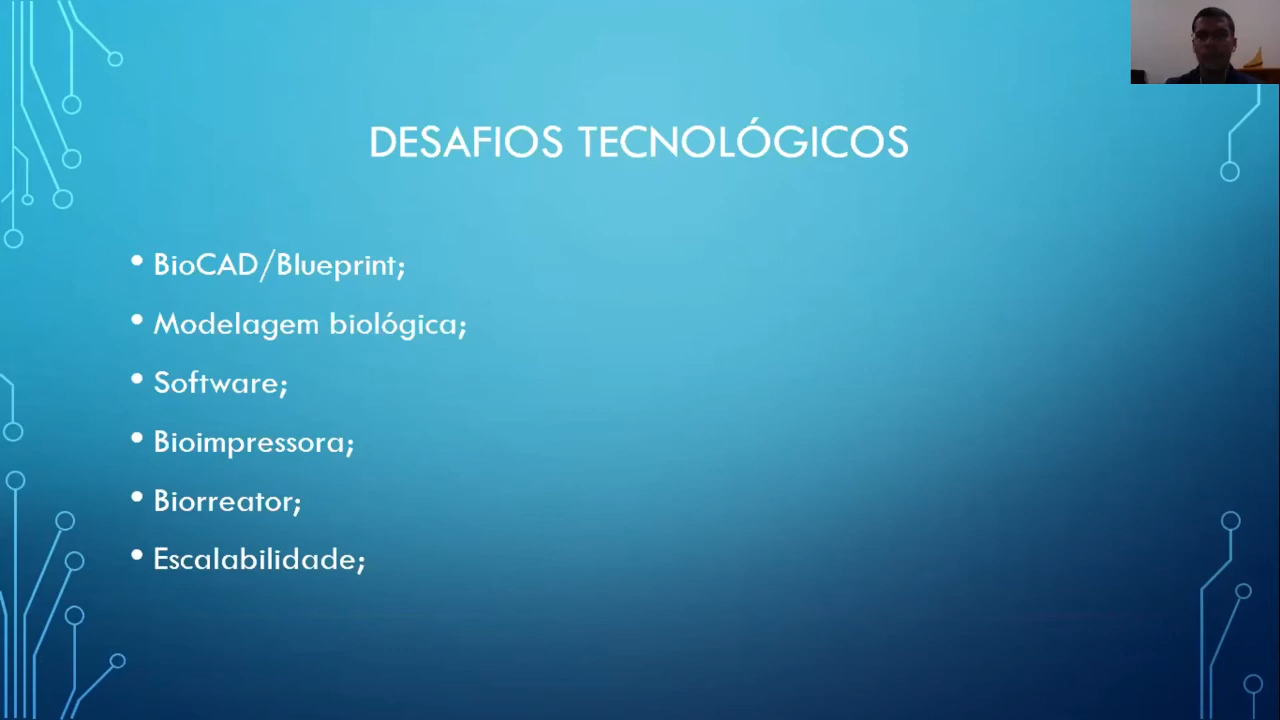 DESAFIOS TECNOLÓGICOS
• BioCAD/Blueprint;
• Modelagem biológica;
• Software;
• Bioimpressora;
• Biorreator;
• Escalabilidade;